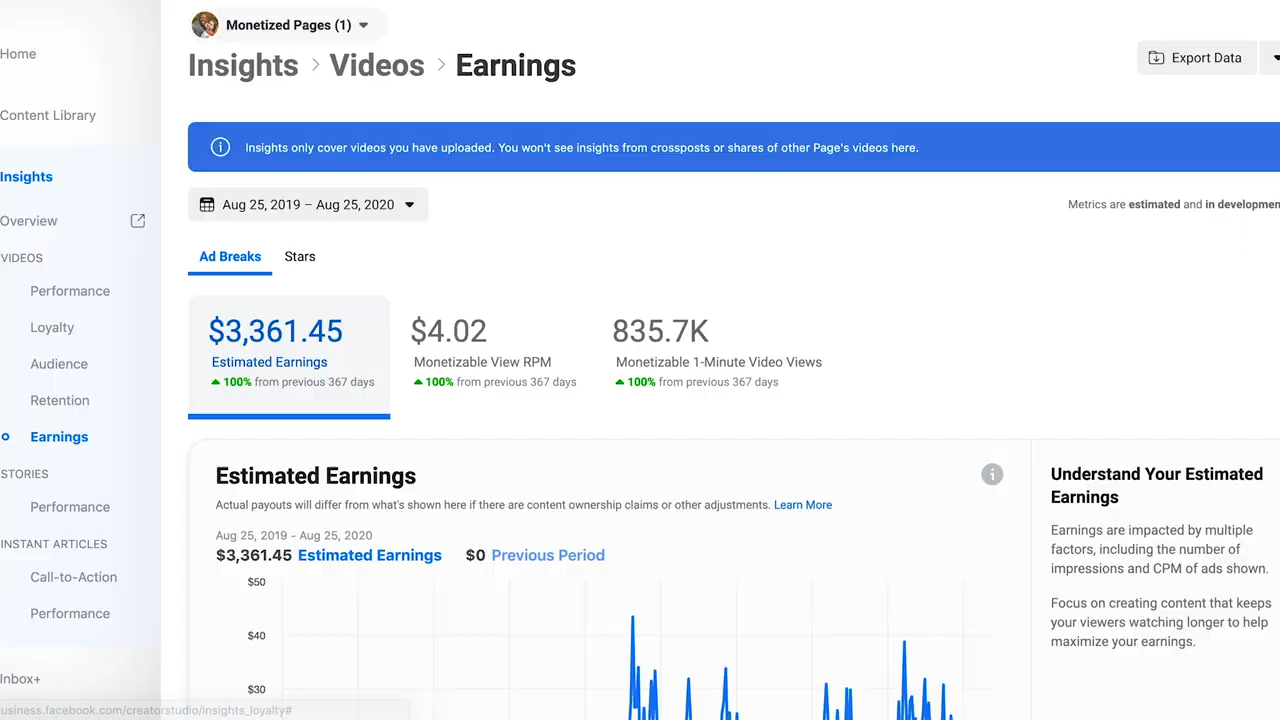 Monetized Pages (1)
Insights > Videos > Earnings
Export Data
Home
Content Library
Insights
Overview
VIDEOS
Performance
Loyalty
Audience
Retention
Earnings
STORIES
Performance
INSTANT ARTICLES
Call-to-Action
Performance
Inbox+
usiness.facebook.com/creatorstudio/insights_loyalty#
Insights only cover videos you have uploaded. You won't see insights from crossposts or shares of other Page's videos here.
Aug 25, 2019 – Aug 25, 2020
Metrics are estimated and in developmen
Ad Breaks Stars
$3,361.45
Estimated Earnings
100% from previous 367 days
$4.02
Monetizable View RPM
100% from previous 367 days
835.7K
Monetizable 1-Minute Video Views
100% from previous 367 days
Estimated Earnings
Actual payouts will differ from what's shown here if there are content ownership claims or other adjustments. Learn More
Aug 25, 2019 - Aug 25, 2020
$3,361.45 Estimated Earnings $0 Previous Period
$50
$40
$30
Understand Your Estimated
Earnings
Earnings are impacted by multiple
factors, including the number of
impressions and CPM of ads shown.
Focus on creating content that keeps
your viewers watching longer to help
maximize your earnings.